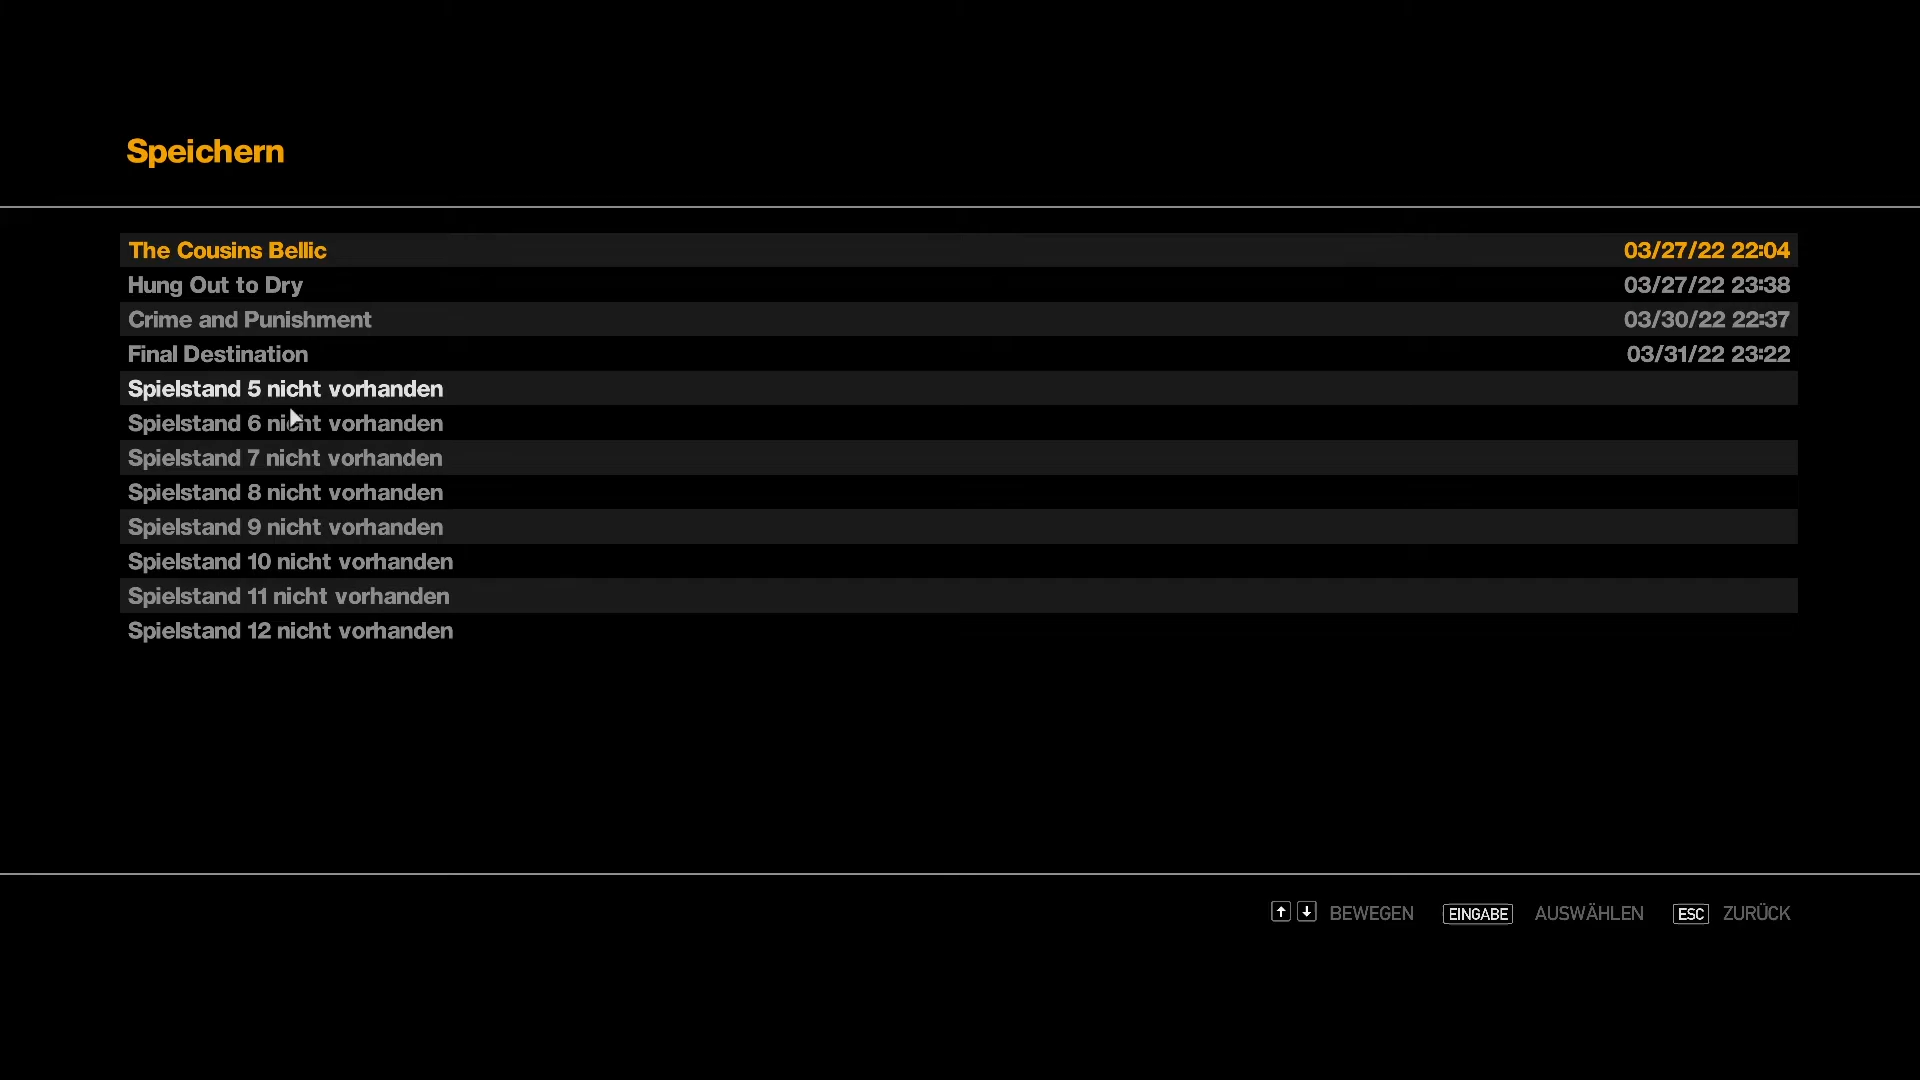 Speichern
The Cousins Bellic 03/27/22 22:04
Hung Out to Dry 03/27/22 23:38
Crime and Punishment 03/30/22 22:37
Final Destination 03/31/22 23:22
Spielstand 5 nicht vorhanden
Spielstand 6 nicht vorhanden
Spielstand 7 nicht vorhanden
Spielstand 8 nicht vorhanden
Spielstand 9 nicht vorhanden
Spielstand 10 nicht vorhanden
Spielstand 11 nicht vorhanden
Spielstand 12 nicht vorhanden
BEWEGEN EINGABE AUSWÄHLEN ESC ZURÜCK